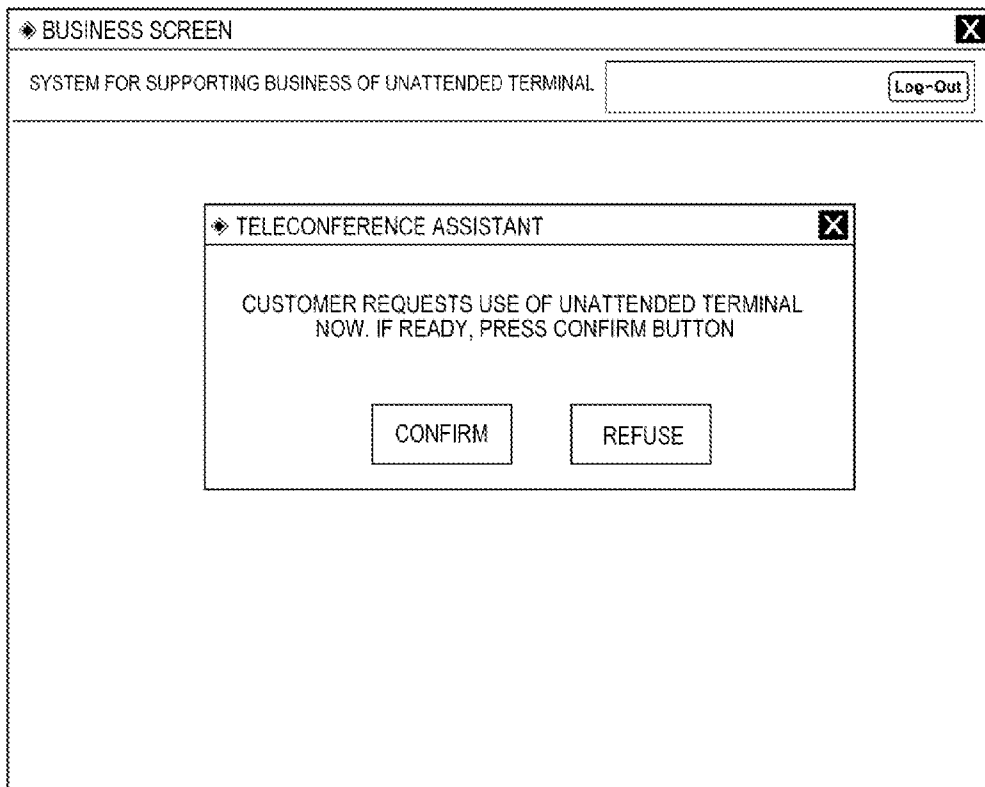 BUSINESS SCREEN X
SYSTEM FOR SUPPORTING BUSINESS OF UNATTENDED TERMINAL Log-Out
TELECONFERENCE ASSISTANT X
CUSTOMER REQUESTS USE OF UNATTENDED TERMINAL
NOW. IF READY, PRESS CONFIRM BUTTON
CONFIRM REFUSE